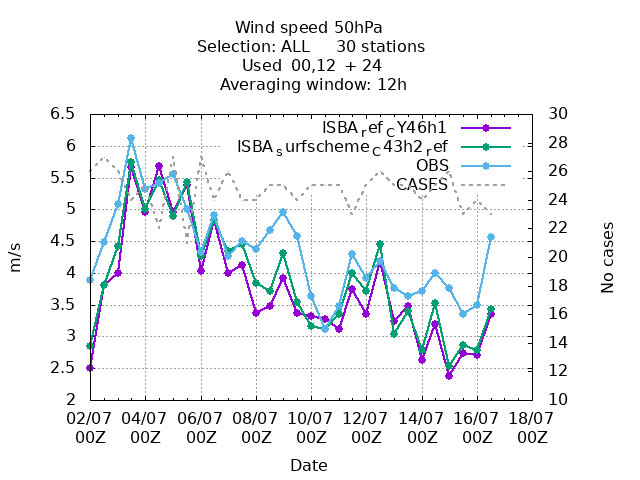 Wind speed 50hPa
Selection: ALL 30 stations
Used 00,12 + 24
Averaging window: 12h
ISBA_ref_CY46h1
ISBA_surfscheme_C43h2_ref
OBS
CASES
6.5
6
5.5
5
4.5
4
3.5
3
2.5
2
m/s
30
28
26
24
22
20
18
16
14
12
10
No cases
02/07 04/07 06/07 08/07 10/07 12/07 14/07 16/07 18/07
00Z 00Z 00Z 00Z 00Z 00Z 00Z 00Z 00Z
Date